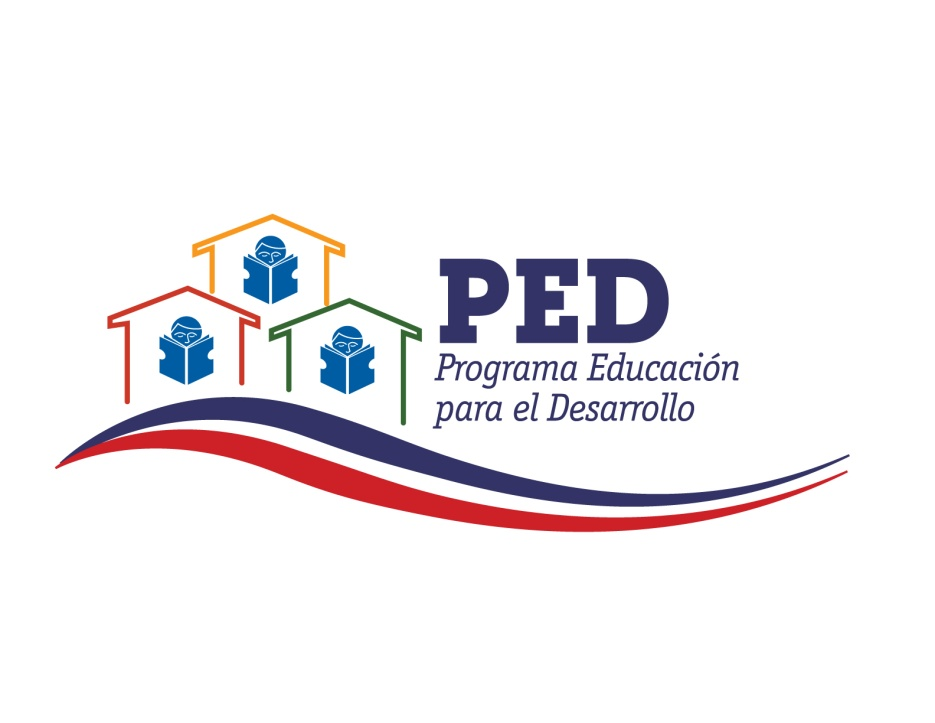 PED
Programa Educación
para el Desarrollo